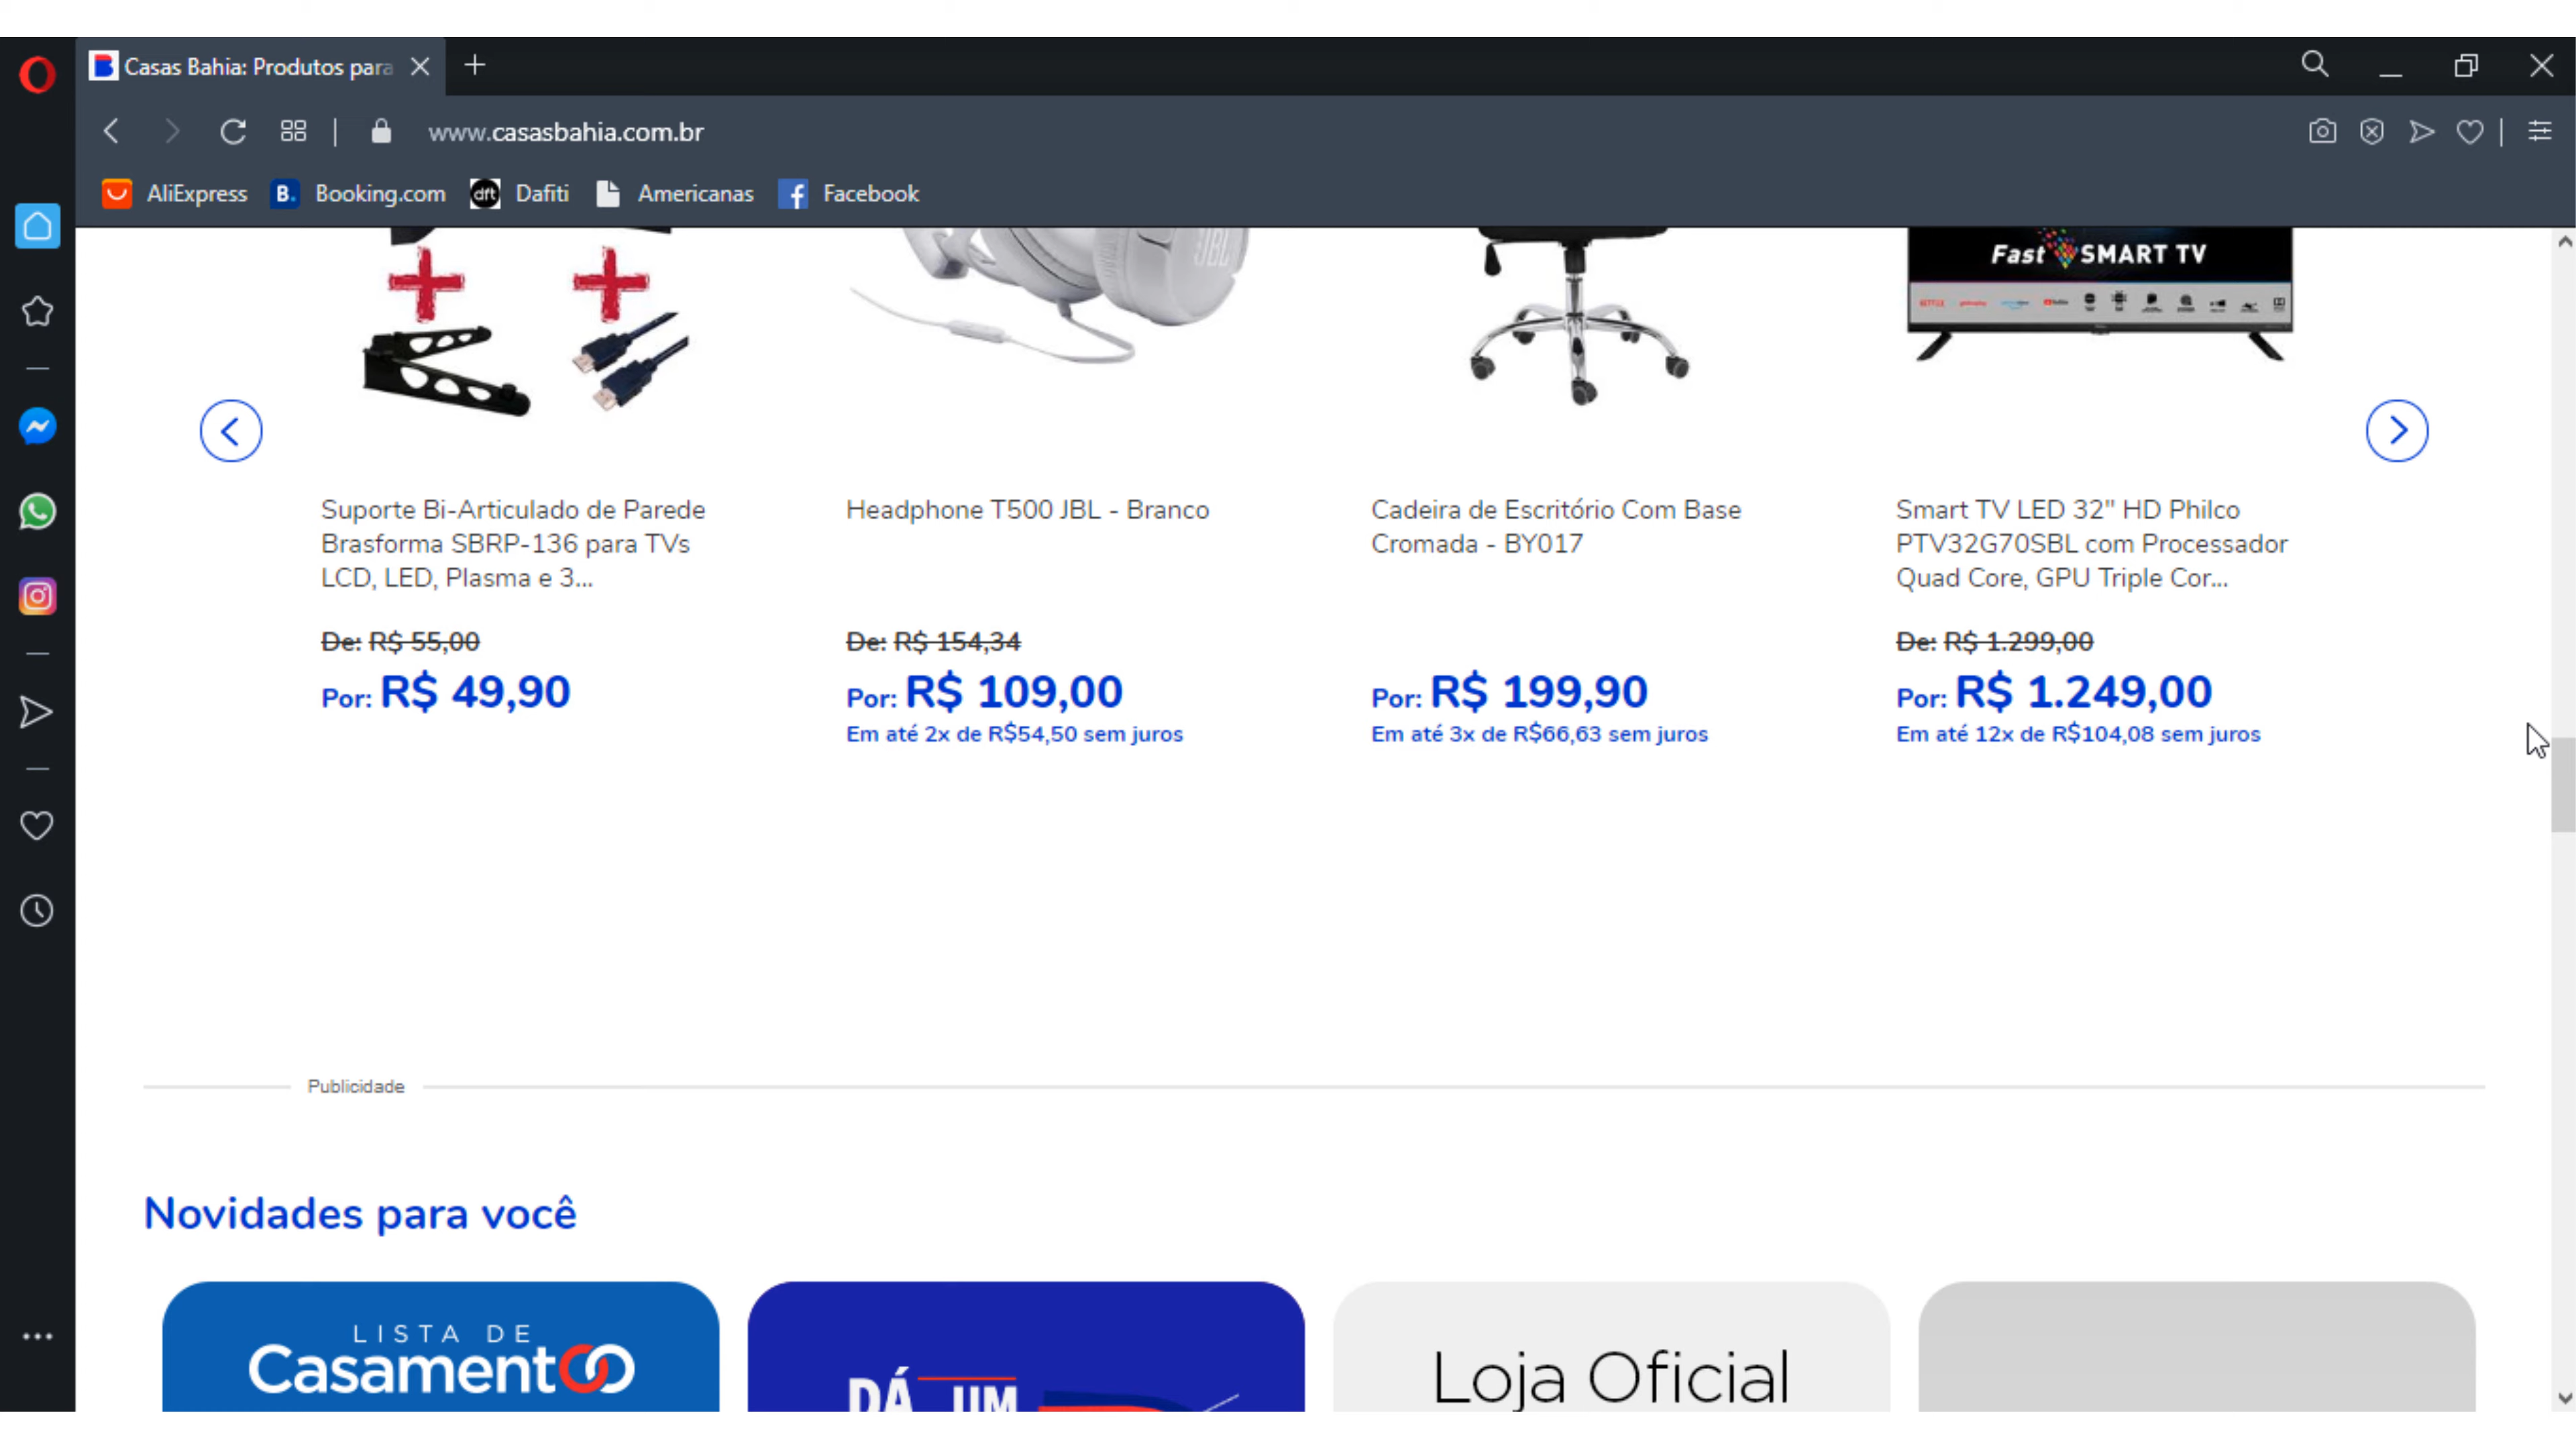 Casas Bahia: Produtos para
www.casasbahia.com.br
AliExpress Booking.com Dafiti Americanas Facebook
JBL
Fast SMART TV
NETFLIX
Suporte Bi-Articulado de Parede
Brasforma SBRP-136 para TVs
LCD, LED, Plasma e 3...
Headphone T500 JBL - Branco
Cadeira de Escritório Com Base
Cromada - BY017
Smart TV LED 32" HD Philco
PTV32G70SBL com Processador
Quad Core, GPU Triple Cor...
De: R$ 55,00
Por: R$ 49,90
De: R$ 154,34
Por: R$ 109,00
Em até 2x de R$54,50 sem juros
Por: R$ 199,90
Em até 3x de R$66,63 sem juros
De: R$ 1.299,00
Por: R$ 1.249,00
Em até 12x de R$104,08 sem juros
Publicidade
Novidades para você
LISTA DE
Casamento
DÁ UM
Loja Oficial